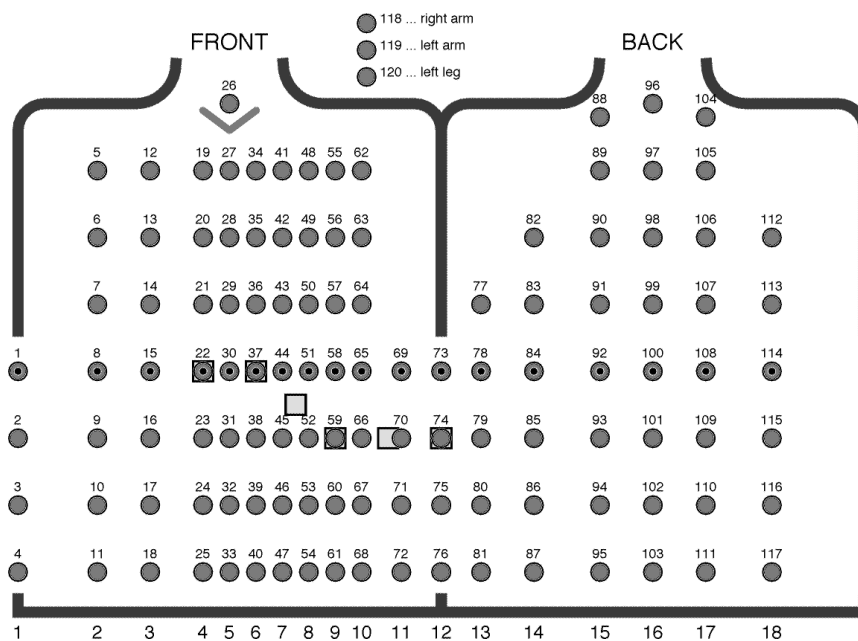 118 ... right arm
FRONT 119 ... left arm BACK
120 ... left leg
26 96
88 104
5 12 19 27 34 41 48 55 62 89 97 105
6 13 20 28 35 42 49 56 63 82 90 98 106 112
7 14 21 29 36 43 50 57 64 77 83 91 99 107 113
1 8 15 22 30 37 44 51 58 65 69 73 78 84 92 100 108 114
2 9 16 23 31 38 45 52 59 66 70 74 79 85 93 101 109 115
3 10 17 24 32 39 46 53 60 67 71 75 80 86 94 102 110 116
4 11 18 25 33 40 47 54 61 68 72 76 81 87 95 103 111 117
1 2 3 4 5 6 7 8 9 10 11 12 13 14 15 16 17 18